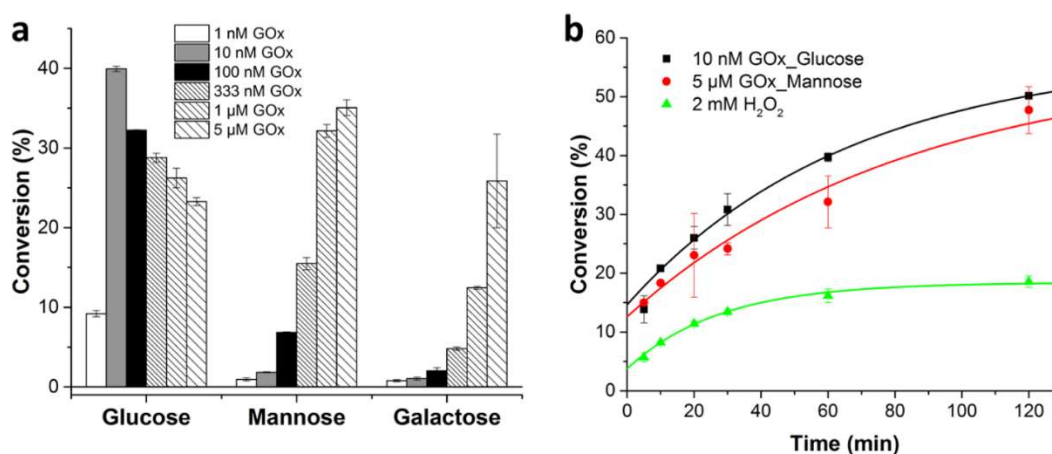 a
1 nM GOx
10 nM GOx
100 nM GOx
333 nM GOx
1 µM GOx
5 µM GOx
Conversion (%)
40
30
20
10
0
Glucose Mannose Galactose
b
10 nM GOx_Glucose
5 µM GOx_Mannose
2 mM H₂O₂
Conversion (%)
60
50
40
30
20
10
0
0 20 40 60 80 100 120
Time (min)